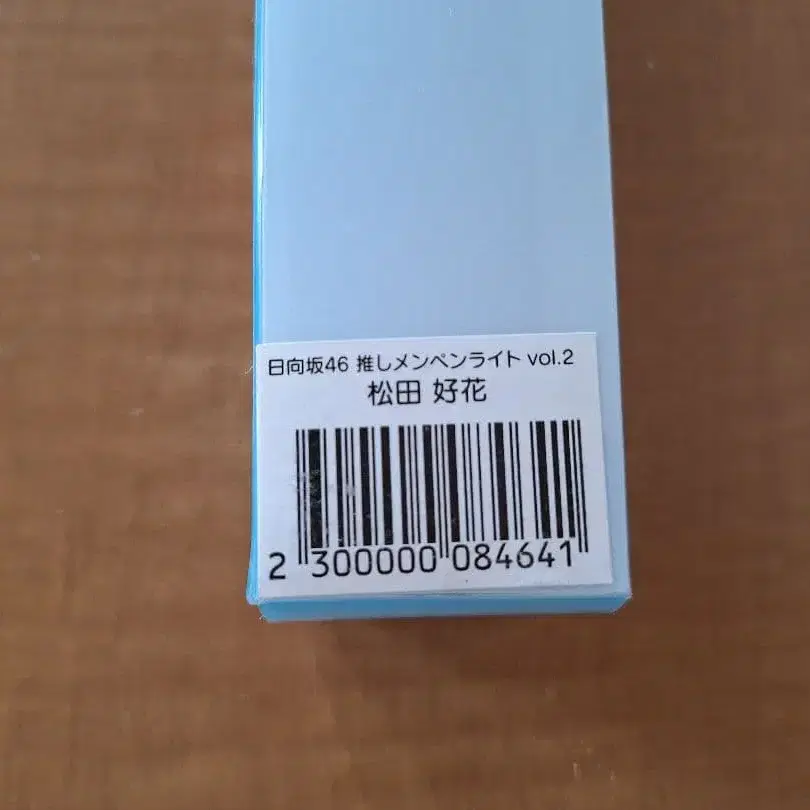 日向坂46 推しメンペンライト vol.2
松田 好花
2 300000 084641